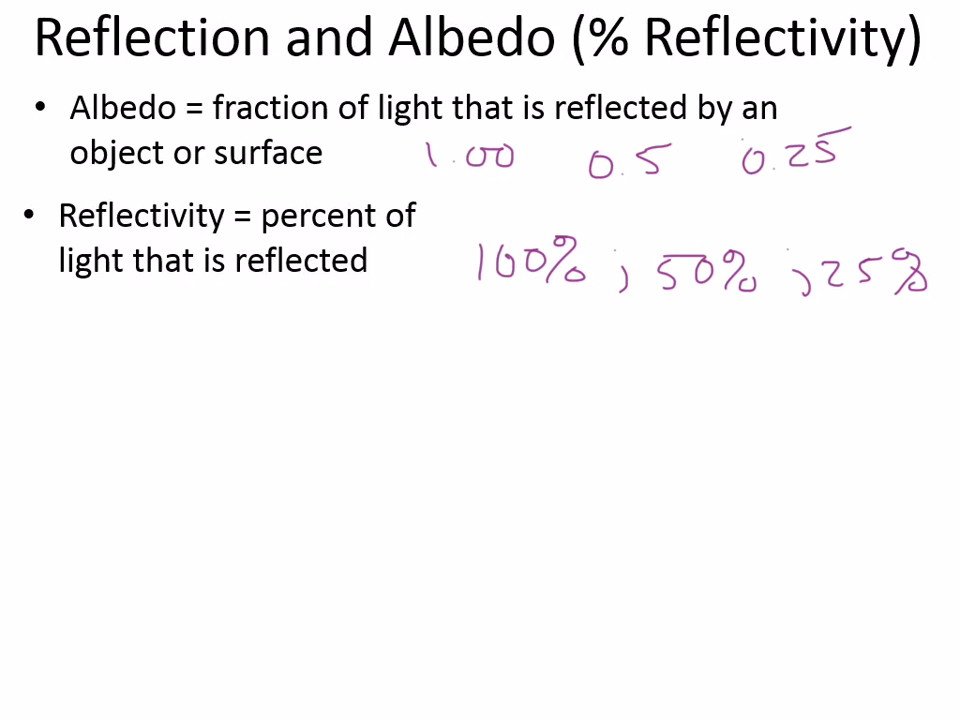 Reflection and Albedo (% Reflectivity)
• Albedo = fraction of light that is reflected by an
object or surface 1.00 0.5 0.25
• Reflectivity = percent of
light that is reflected 100% , 50% , 25%